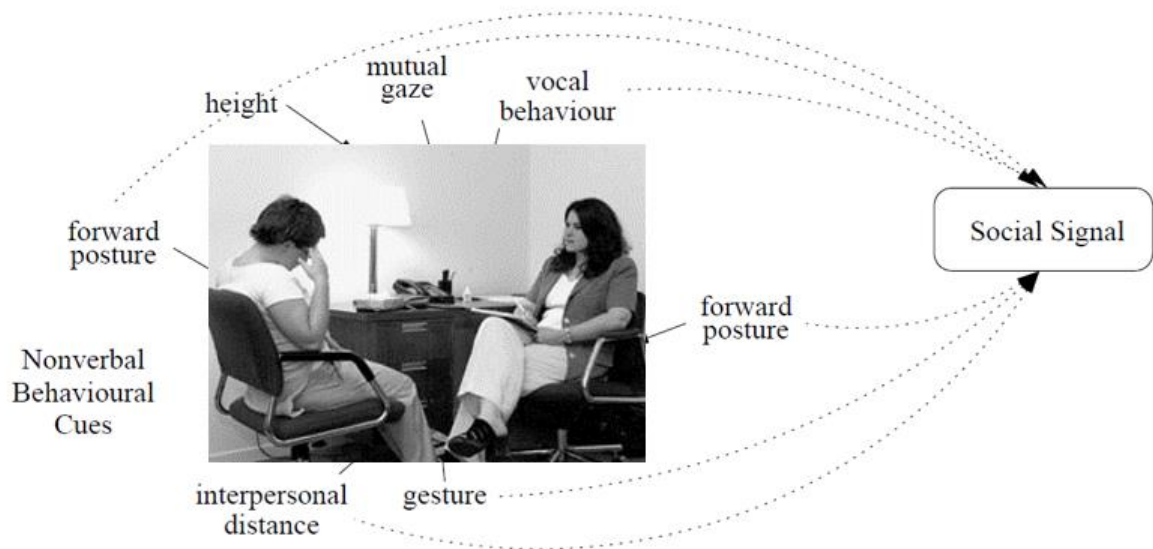 mutual
gaze
vocal
behaviour
height
forward
posture
Social Signal
forward
posture
Nonverbal
Behavioural
Cues
interpersonal
distance
gesture